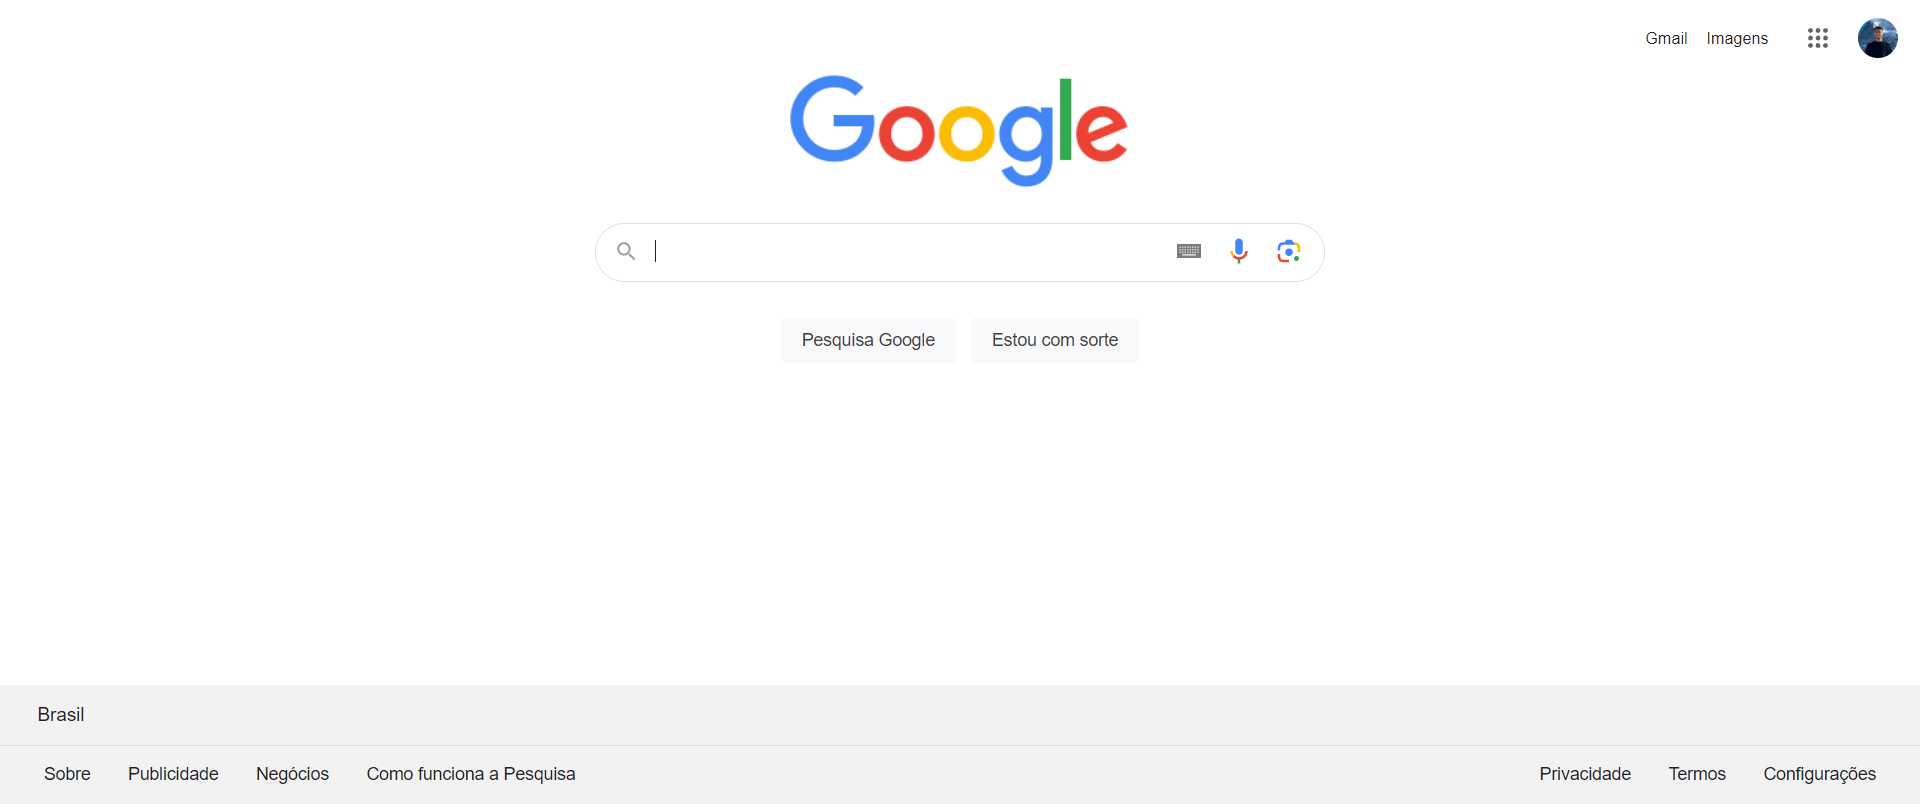 Gmail Imagens
Google
Pesquisa Google Estou com sorte
Brasil
Sobre Publicidade Negócios Como funciona a Pesquisa Privacidade Termos Configurações